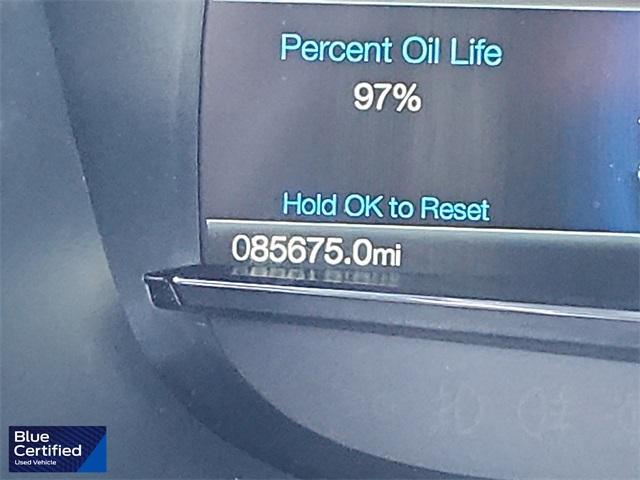 Percent Oil Life
97%
Hold OK to Reset
085675.0mi
Blue
Certified
Used Vehicle